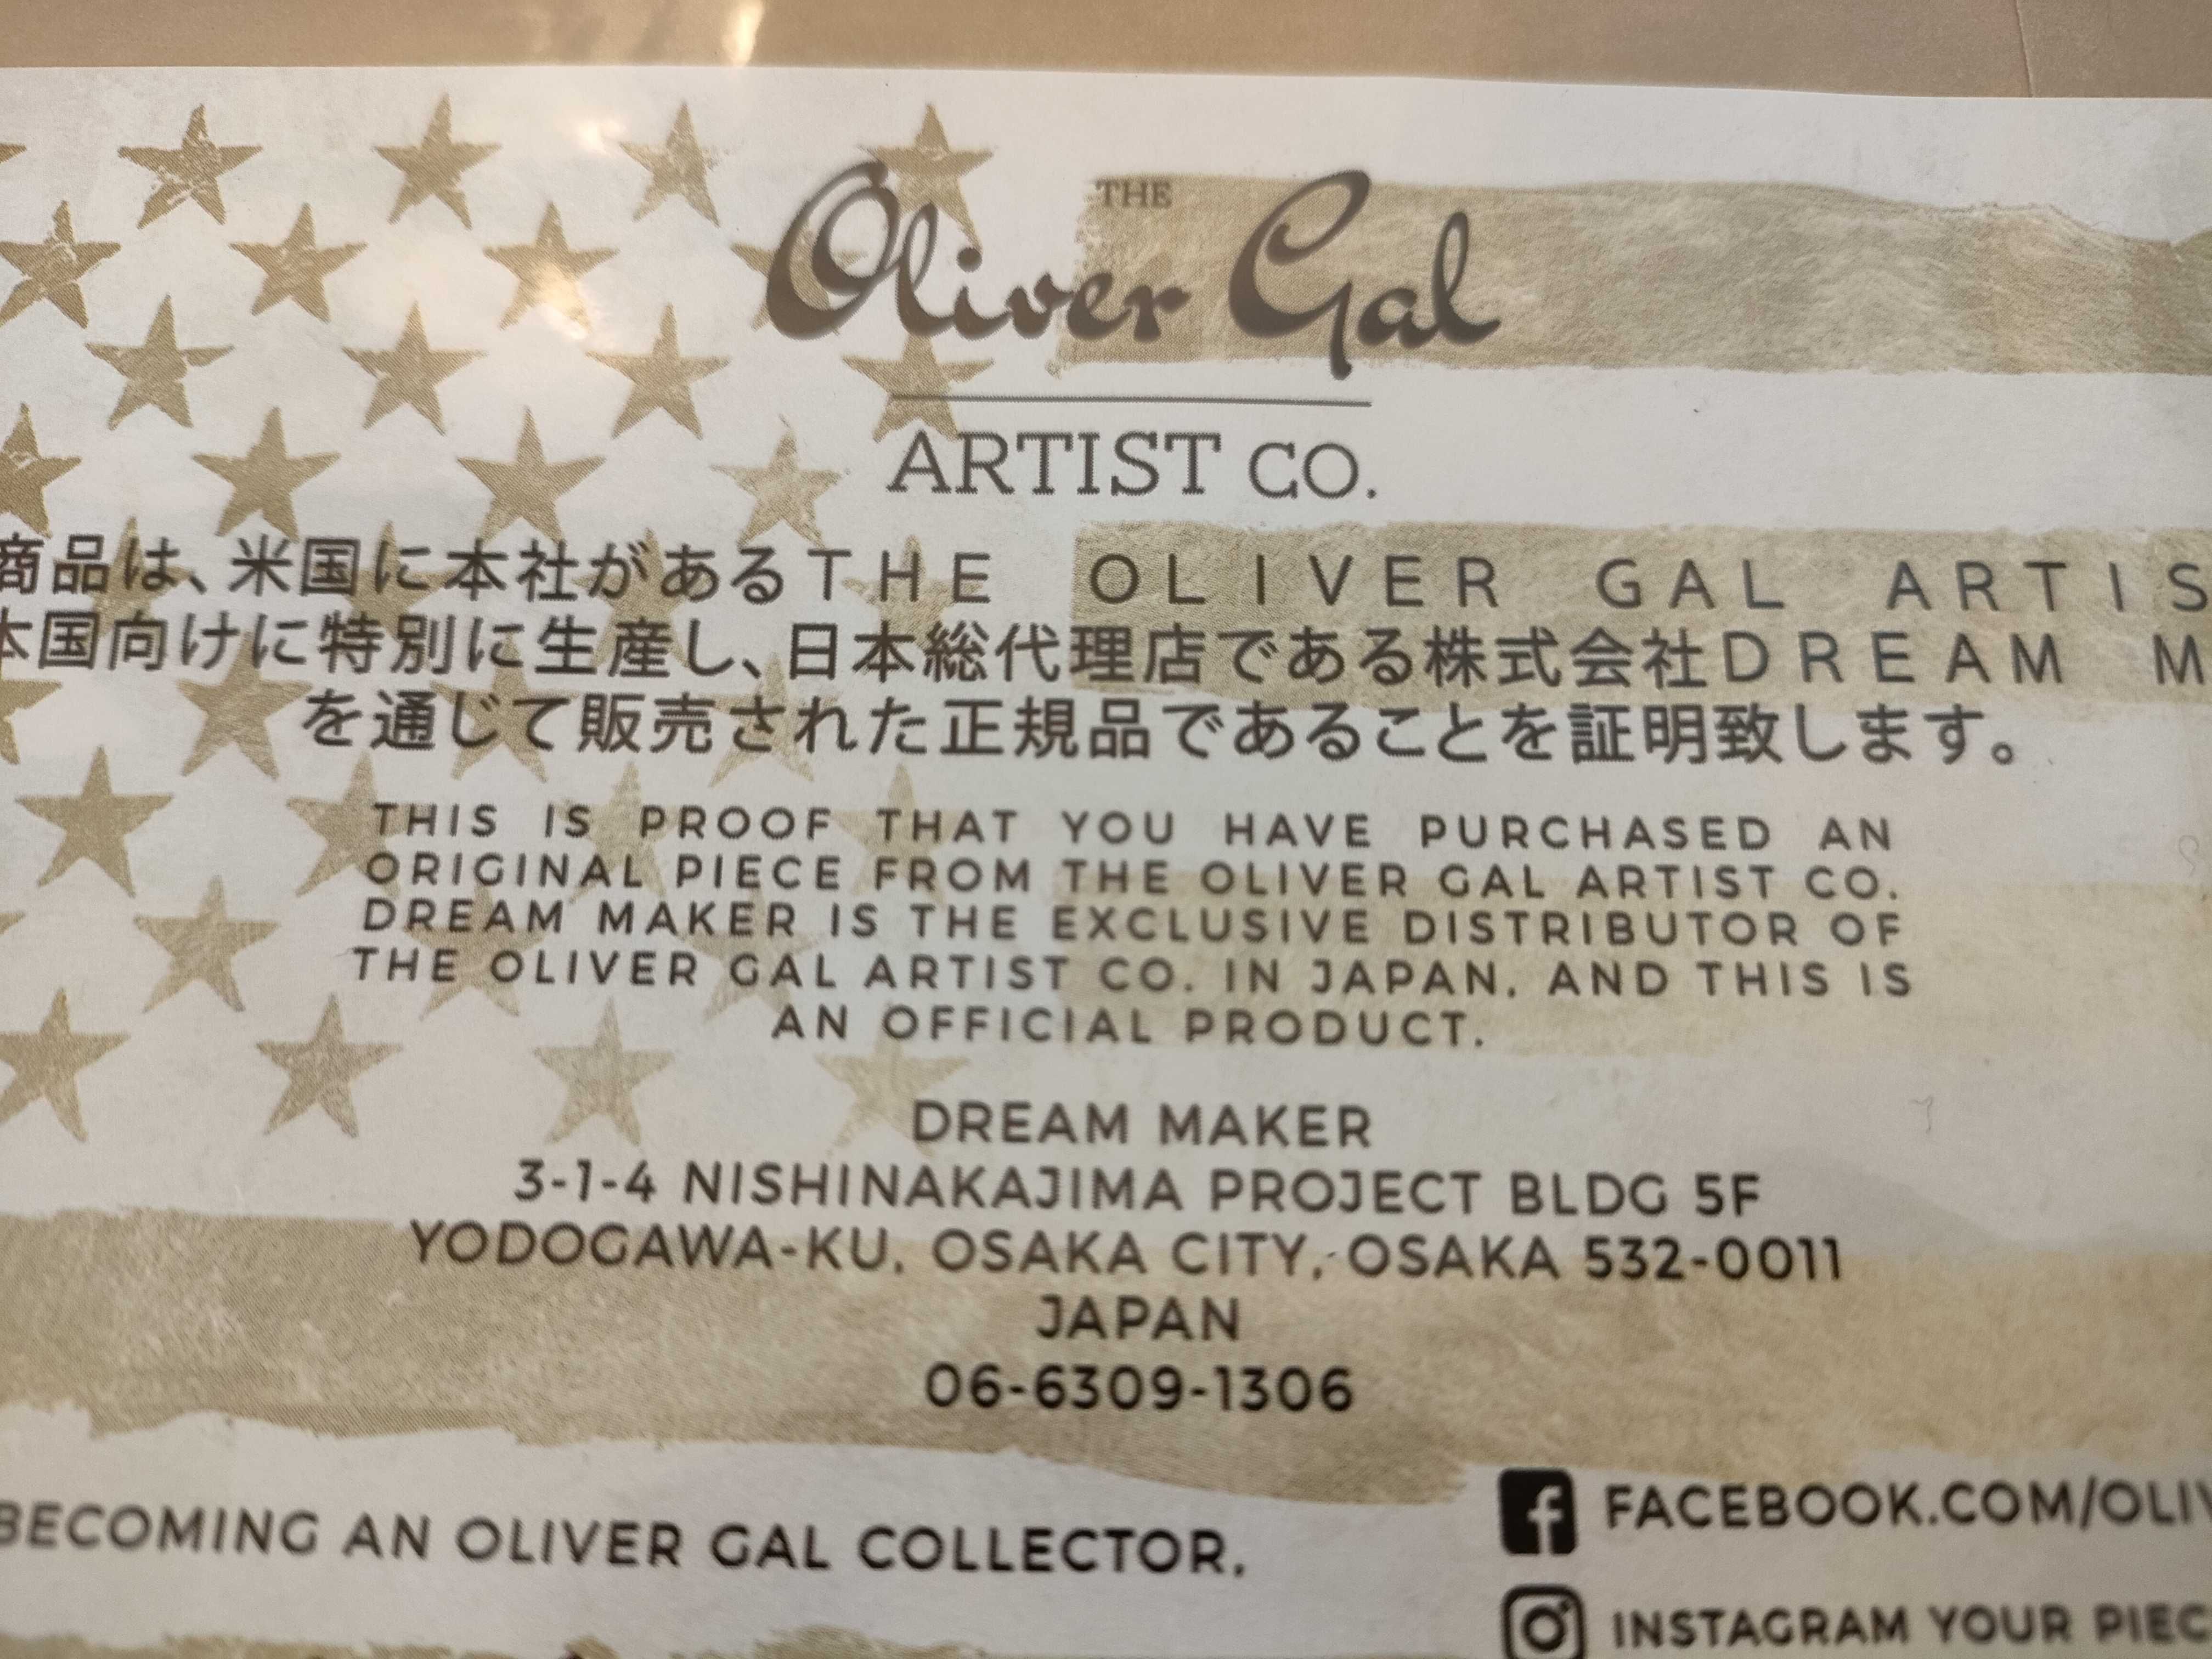 THE
Oliver Gal
ARTIST CO.
商品は、米国に本社があるTHE OLIVER GAL ARTIS
本国向けに特別に生産し、日本総代理店である株式会社DREAM M
を通じて販売された正規品であることを証明致します。
THIS IS PROOF THAT YOU HAVE PURCHASED AN
ORIGINAL PIECE FROM THE OLIVER GAL ARTIST CO.
DREAM MAKER IS THE EXCLUSIVE DISTRIBUTOR OF
THE OLIVER GAL ARTIST CO. IN JAPAN, AND THIS IS
AN OFFICIAL PRODUCT.
DREAM MAKER
3-1-4 NISHINAKAJIMA PROJECT BLDG 5F
YODOGAWA-KU, OSAKA CITY, OSAKA 532-0011
JAPAN
06-6309-1306
BECOMING AN OLIVER GAL COLLECTOR,
FACEBOOK.COM/OLIV
INSTAGRAM YOUR PIEC